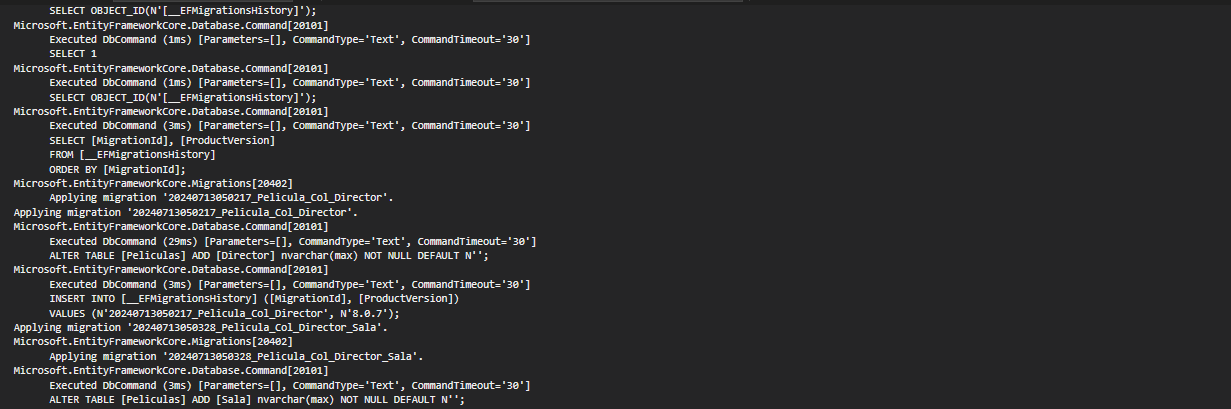 SELECT OBJECT_ID(N'[__EFMigrationsHistory]');
Microsoft.EntityFrameworkCore.Database.Command[20101]
Executed DbCommand (1ms) [Parameters=[], CommandType='Text', CommandTimeout='30']
SELECT 1
Microsoft.EntityFrameworkCore.Database.Command[20101]
Executed DbCommand (1ms) [Parameters=[], CommandType='Text', CommandTimeout='30']
SELECT OBJECT_ID(N'[__EFMigrationsHistory]');
Microsoft.EntityFrameworkCore.Database.Command[20101]
Executed DbCommand (3ms) [Parameters=[], CommandType='Text', CommandTimeout='30']
SELECT [MigrationId], [ProductVersion]
FROM [__EFMigrationsHistory]
ORDER BY [MigrationId];
Microsoft.EntityFrameworkCore.Migrations[20402]
Applying migration '20240713050217_Pelicula_Col_Director'.
Applying migration '20240713050217_Pelicula_Col_Director'.
Microsoft.EntityFrameworkCore.Database.Command[20101]
Executed DbCommand (29ms) [Parameters=[], CommandType='Text', CommandTimeout='30']
ALTER TABLE [Peliculas] ADD [Director] nvarchar(max) NOT NULL DEFAULT N'';
Microsoft.EntityFrameworkCore.Database.Command[20101]
Executed DbCommand (3ms) [Parameters=[], CommandType='Text', CommandTimeout='30']
INSERT INTO [__EFMigrationsHistory] ([MigrationId], [ProductVersion])
VALUES (N'20240713050217_Pelicula_Col_Director', N'8.0.7');
Applying migration '20240713050328_Pelicula_Col_Director_Sala'.
Microsoft.EntityFrameworkCore.Migrations[20402]
Applying migration '20240713050328_Pelicula_Col_Director_Sala'.
Microsoft.EntityFrameworkCore.Database.Command[20101]
Executed DbCommand (3ms) [Parameters=[], CommandType='Text', CommandTimeout='30']
ALTER TABLE [Peliculas] ADD [Sala] nvarchar(max) NOT NULL DEFAULT N'';